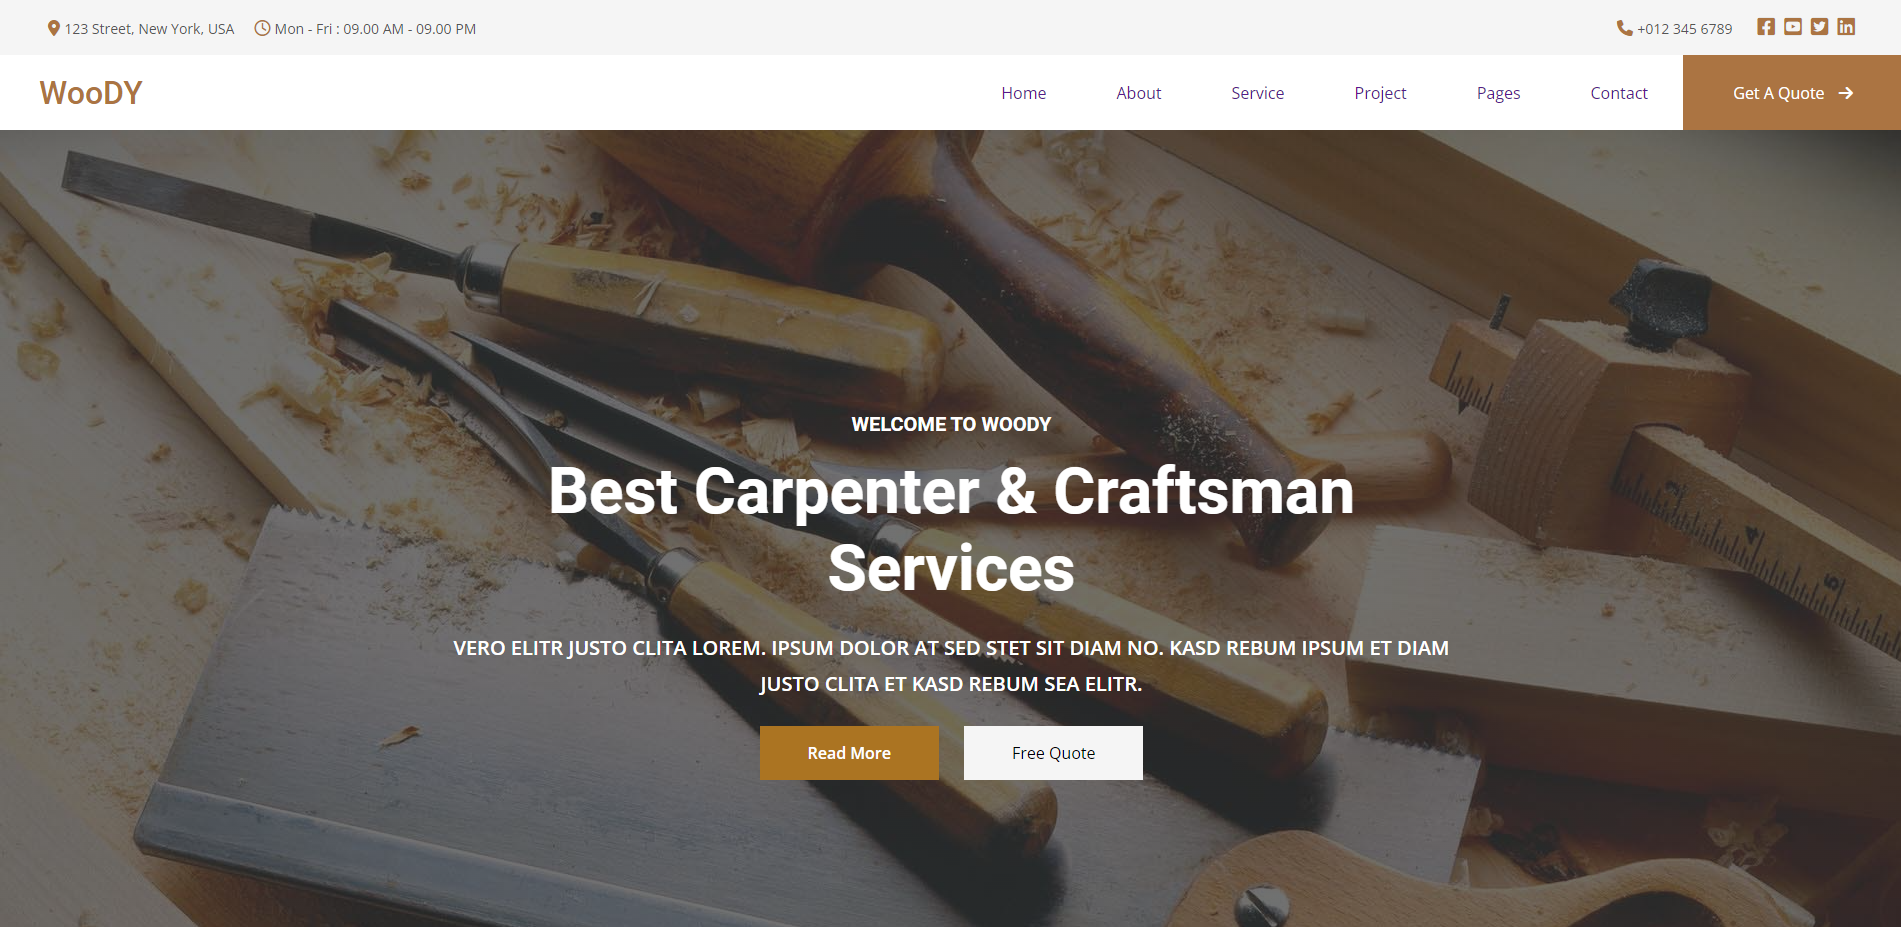 123 Street, New York, USA
Mon - Fri : 09.00 AM - 09.00 PM
+012 345 6789
WooDY
Home
About
Service
Project
Pages
Contact
Get A Quote
WELCOME TO WOODY
Best Carpenter & Craftsman
Services
VERO ELITR JUSTO CLITA LOREM. IPSUM DOLOR AT SED STET SIT DIAM NO. KASD REBUM IPSUM ET DIAM
JUSTO CLITA ET KASD REBUM SEA ELITR.
Read More
Free Quote